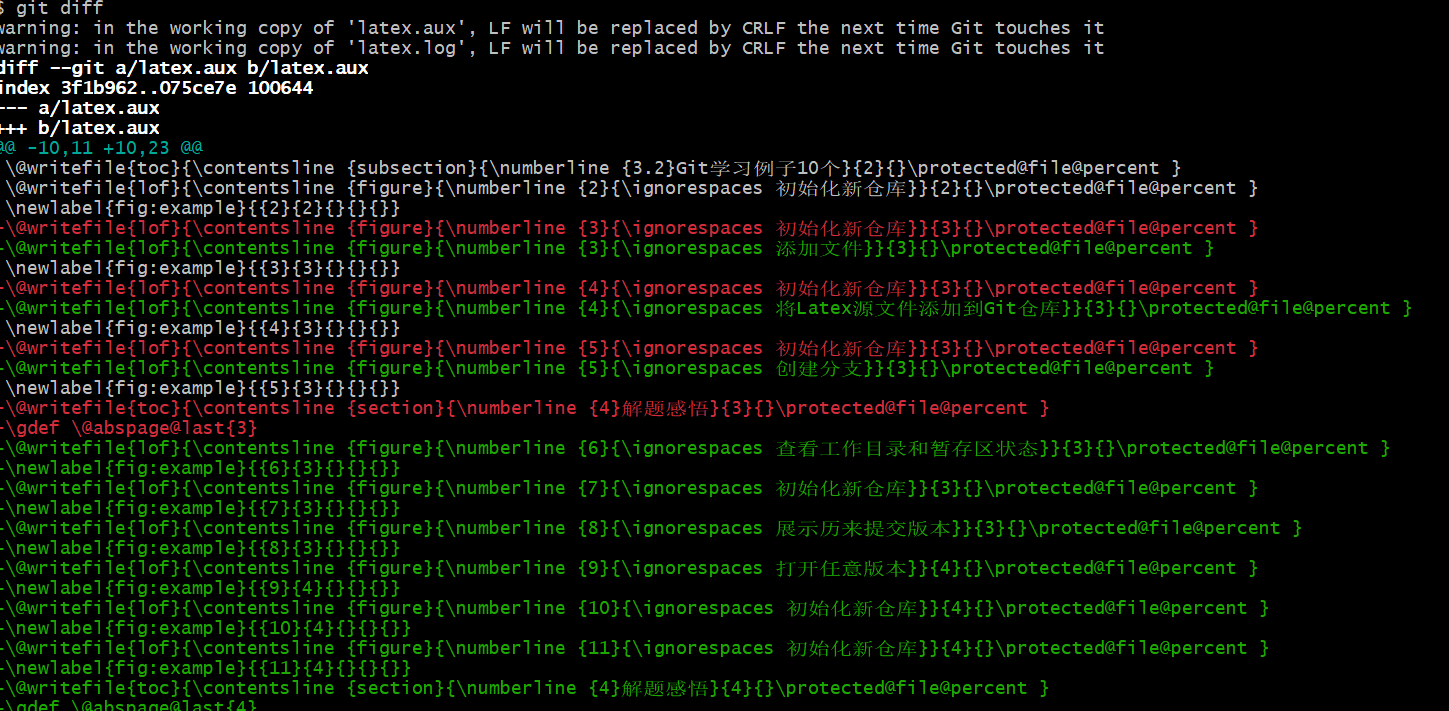 $ git diff
warning: in the working copy of 'latex.aux', LF will be replaced by CRLF the next time Git touches it
warning: in the working copy of 'latex.log', LF will be replaced by CRLF the next time Git touches it
diff --git a/latex.aux b/latex.aux
index 3f1b962..075ce7e 100644
--- a/latex.aux
+++ b/latex.aux
@@ -10,11 +10,23 @@
 \@writefile{toc}{\contentsline {subsection}{\numberline {3.2}Git学习例子10个}{2}{}\protected@file@percent }
 \@writefile{lof}{\contentsline {figure}{\numberline {2}{\ignorespaces 初始化新仓库}}{2}{}\protected@file@percent }
 \newlabel{fig:example}{{2}{2}{}{}{}}
-\@writefile{lof}{\contentsline {figure}{\numberline {3}{\ignorespaces 初始化新仓库}}{3}{}\protected@file@percent }
+\@writefile{lof}{\contentsline {figure}{\numberline {3}{\ignorespaces 添加文件}}{3}{}\protected@file@percent }
 \newlabel{fig:example}{{3}{3}{}{}{}}
-\@writefile{lof}{\contentsline {figure}{\numberline {4}{\ignorespaces 初始化新仓库}}{3}{}\protected@file@percent }
+\@writefile{lof}{\contentsline {figure}{\numberline {4}{\ignorespaces 将Latex源文件添加到Git仓库}}{3}{}\protected@file@percent }
 \newlabel{fig:example}{{4}{3}{}{}{}}
-\@writefile{lof}{\contentsline {figure}{\numberline {5}{\ignorespaces 初始化新仓库}}{3}{}\protected@file@percent }
+\@writefile{lof}{\contentsline {figure}{\numberline {5}{\ignorespaces 创建分支}}{3}{}\protected@file@percent }
 \newlabel{fig:example}{{5}{3}{}{}{}}
-\@writefile{toc}{\contentsline {section}{\numberline {4}解题感悟}{3}{}\protected@file@percent }
-\gdef \@abspage@last{3}
+\@writefile{lof}{\contentsline {figure}{\numberline {6}{\ignorespaces 查看工作目录和暂存区状态}}{3}{}\protected@file@percent }
+\newlabel{fig:example}{{6}{3}{}{}{}}
+\@writefile{lof}{\contentsline {figure}{\numberline {7}{\ignorespaces 初始化新仓库}}{3}{}\protected@file@percent }
+\newlabel{fig:example}{{7}{3}{}{}{}}
+\@writefile{lof}{\contentsline {figure}{\numberline {8}{\ignorespaces 展示历来提交版本}}{3}{}\protected@file@percent }
+\newlabel{fig:example}{{8}{3}{}{}{}}
+\@writefile{lof}{\contentsline {figure}{\numberline {9}{\ignorespaces 打开任意版本}}{4}{}\protected@file@percent }
+\newlabel{fig:example}{{9}{4}{}{}{}}
+\@writefile{lof}{\contentsline {figure}{\numberline {10}{\ignorespaces 初始化新仓库}}{4}{}\protected@file@percent }
+\newlabel{fig:example}{{10}{4}{}{}{}}
+\@writefile{lof}{\contentsline {figure}{\numberline {11}{\ignorespaces 初始化新仓库}}{4}{}\protected@file@percent }
+\newlabel{fig:example}{{11}{4}{}{}{}}
+\@writefile{toc}{\contentsline {section}{\numberline {4}解题感悟}{4}{}\protected@file@percent }
+\gdef \@abspage@last{4}